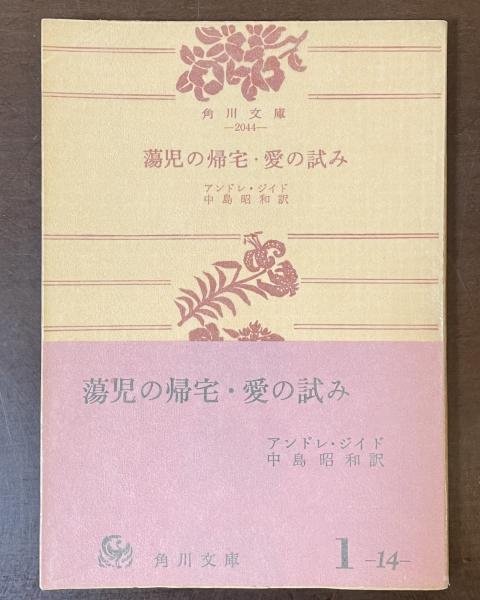 角川文庫
—2044—
蕩児の帰宅・愛の試み
アンドレ・ジイド
中島昭和訳
蕩児の帰宅・愛の試み
アンドレ・ジイド
中島昭和訳
角川文庫
1 —14—